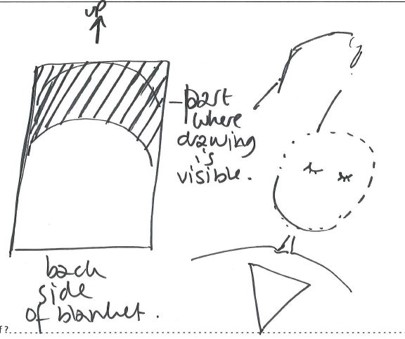 UP
part
where
drawing
is
visible.
back
side
of blanket.
f?